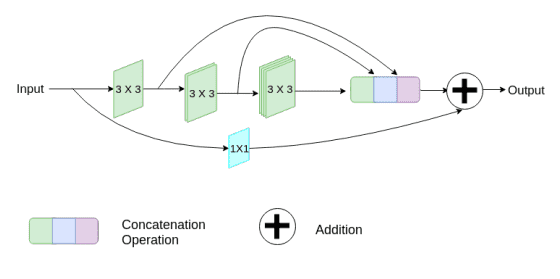 Input
3 X 3
3 X 3
3 X 3
Output
1X1
Concatenation
Operation
Addition